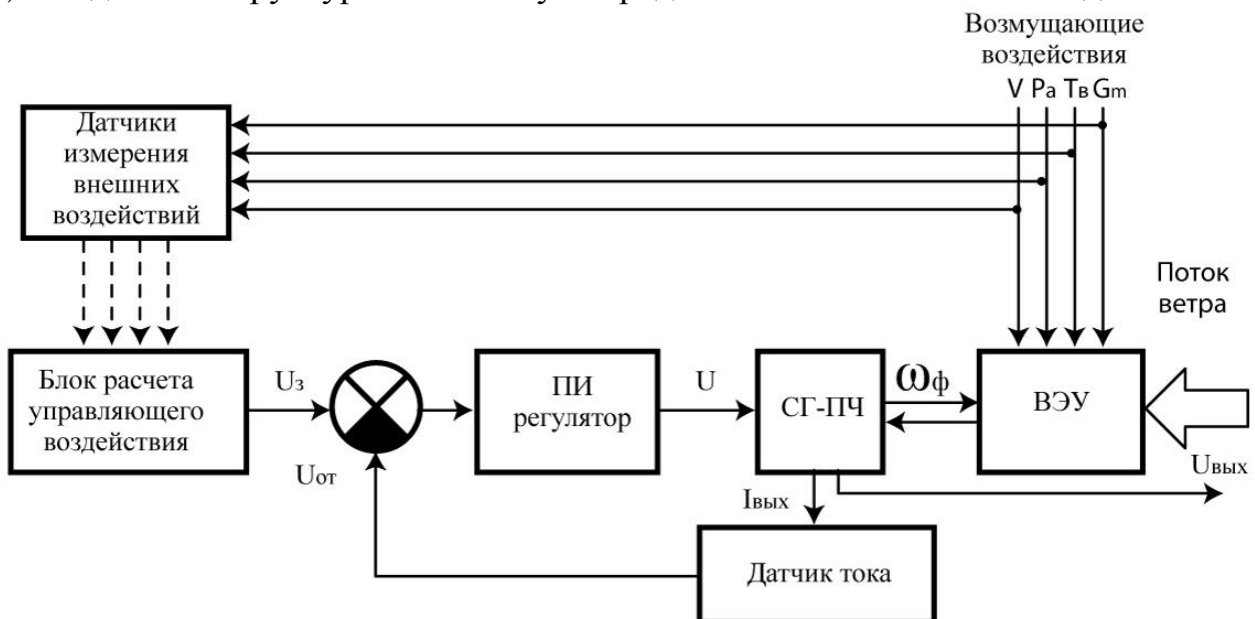 Возмущающие
воздействия
V Pa Tв Gm
Датчики
измерения
внешних
воздействий
Поток
ветра
Блок расчета
управляющего
воздействия
Uз
ПИ
регулятор
U
СГ-ПЧ
ωф
ВЭУ
Uвых
Uот
Iвых
Датчик тока